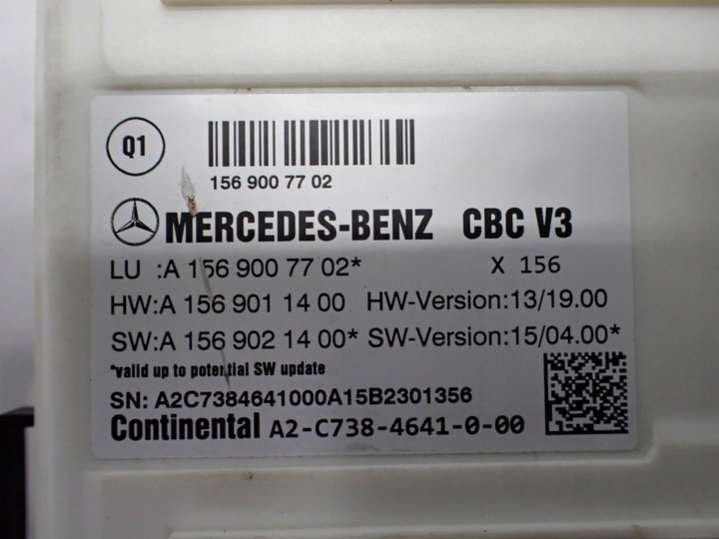 Q1
156 900 77 02
MERCEDES-BENZ CBC V3
LU :A 156 900 77 02* X 156
HW:A 156 901 14 00 HW-Version:13/19.00
SW:A 156 902 14 00* SW-Version:15/04.00*
*valid up to potential SW update
SN: A2C7384641000A15B2301356
Continental A2-C738-4641-0-00